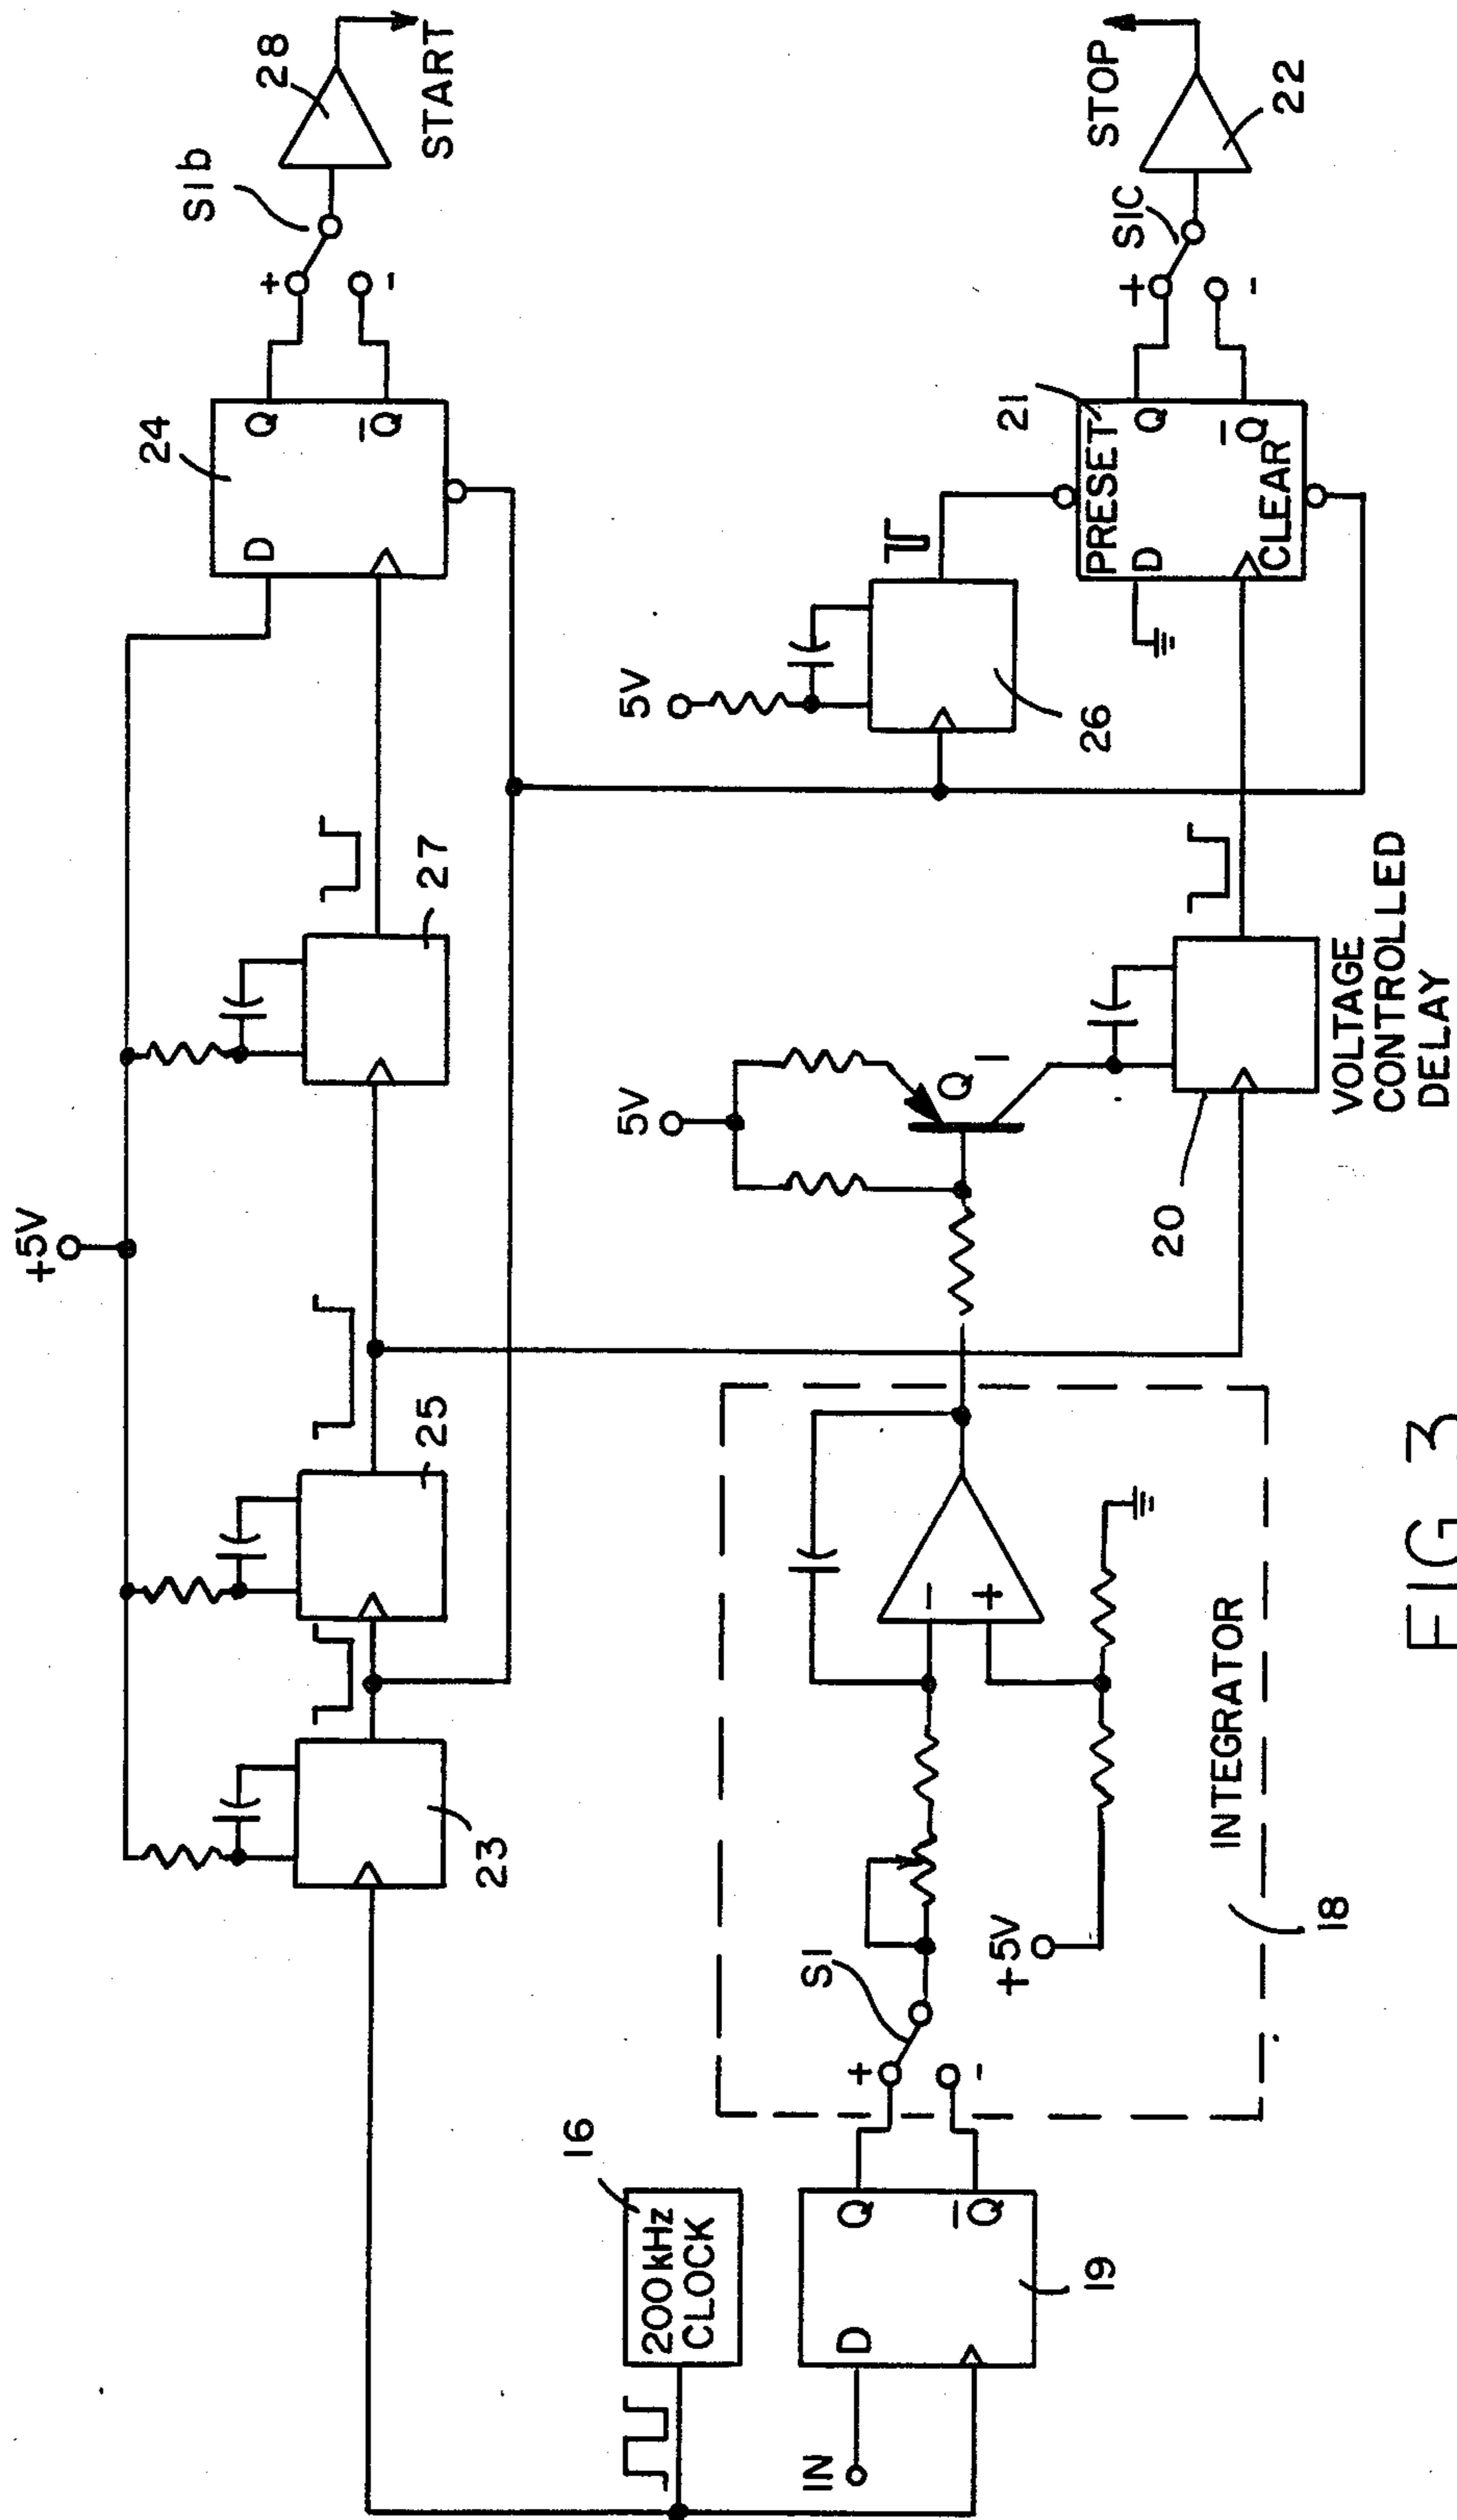 +5V
24
D
Q
Q̅
S1b
28
START
23
25
27
5V
26
21
PRESET
D
Q
Q̅
CLEAR
+
-
S1C
STOP
22
5V
Q1
20
VOLTAGE
CONTROLLED
DELAY
16
200kHz
CLOCK
IN
D
Q
Q̅
19
+
-
S1
+5V
-
+
INTEGRATOR
18
+
-
FIG 3